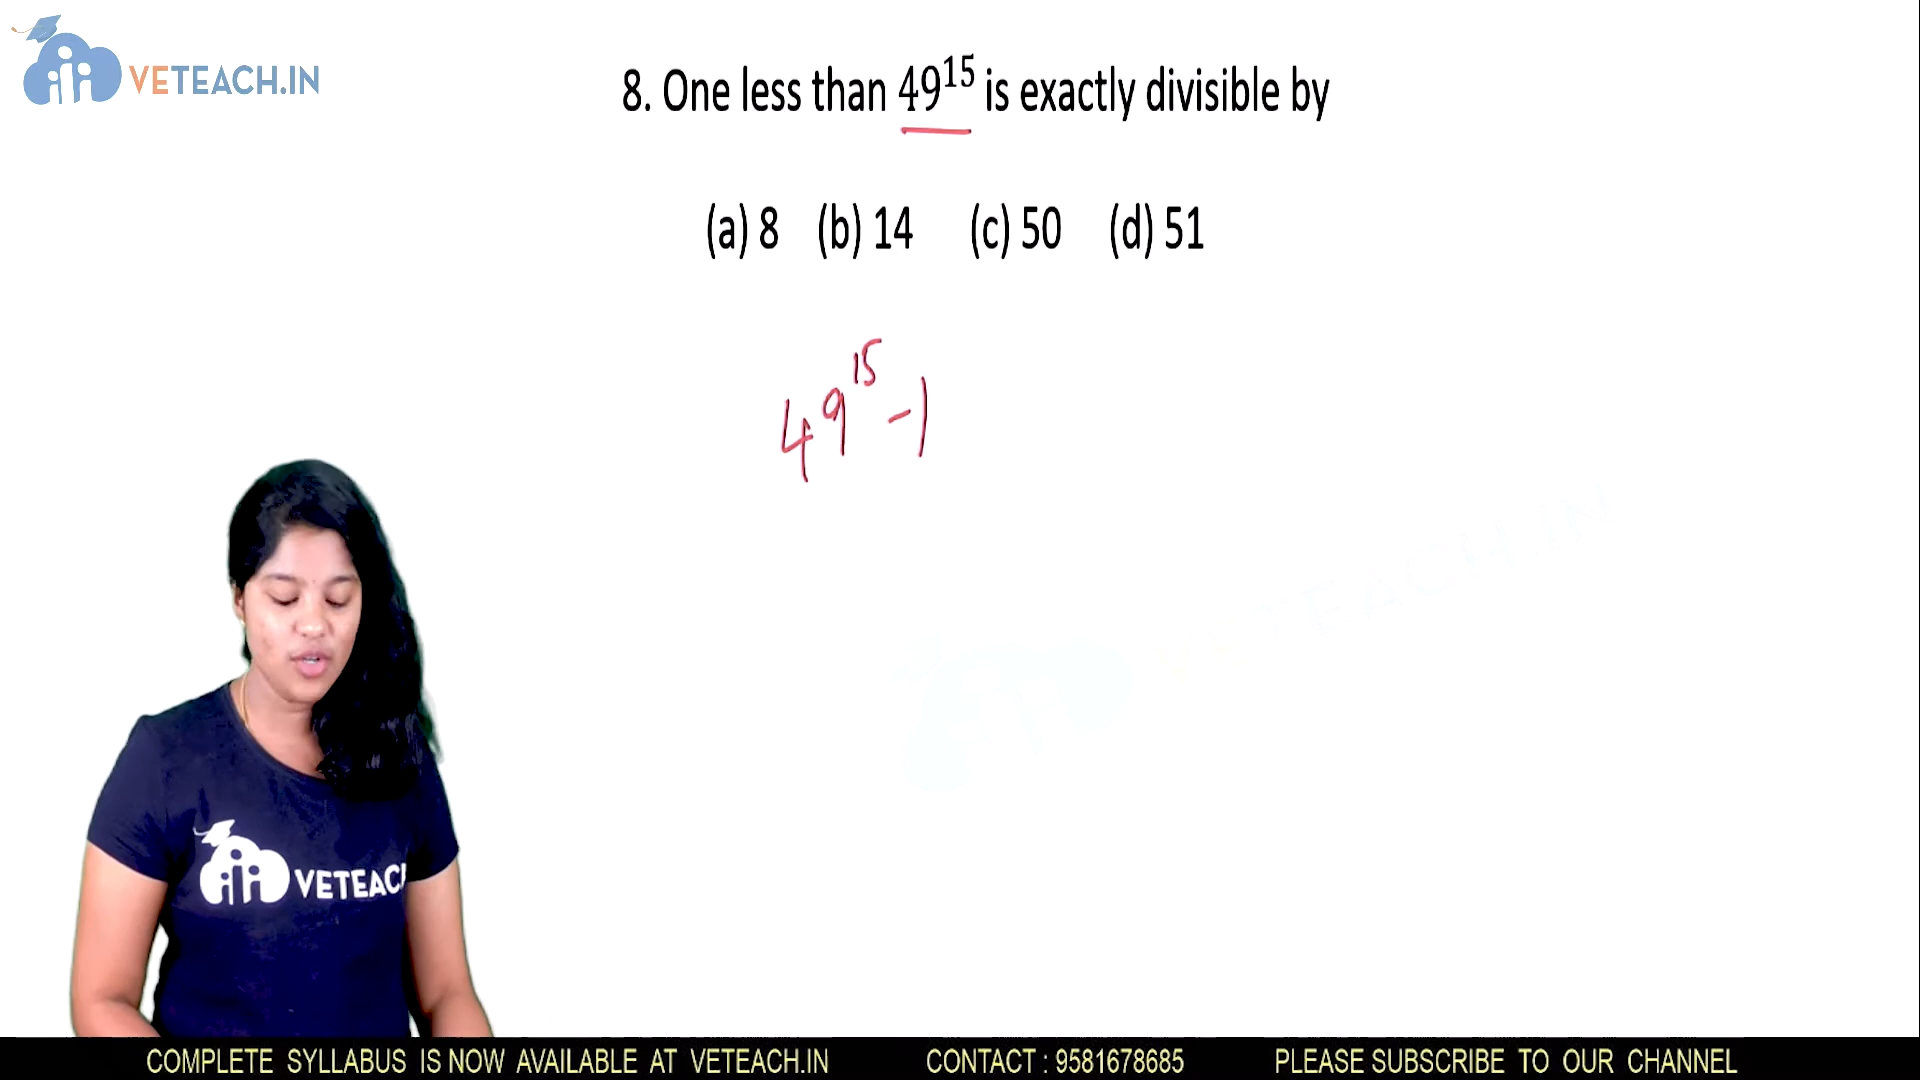 VETEACH.IN
8. One less than 49¹⁵ is exactly divisible by
(a) 8 (b) 14 (c) 50 (d) 51
49¹⁵ -1
VETEACH
COMPLETE SYLLABUS IS NOW AVAILABLE AT VETEACH.IN CONTACT : 9581678685 PLEASE SUBSCRIBE TO OUR CHANNEL